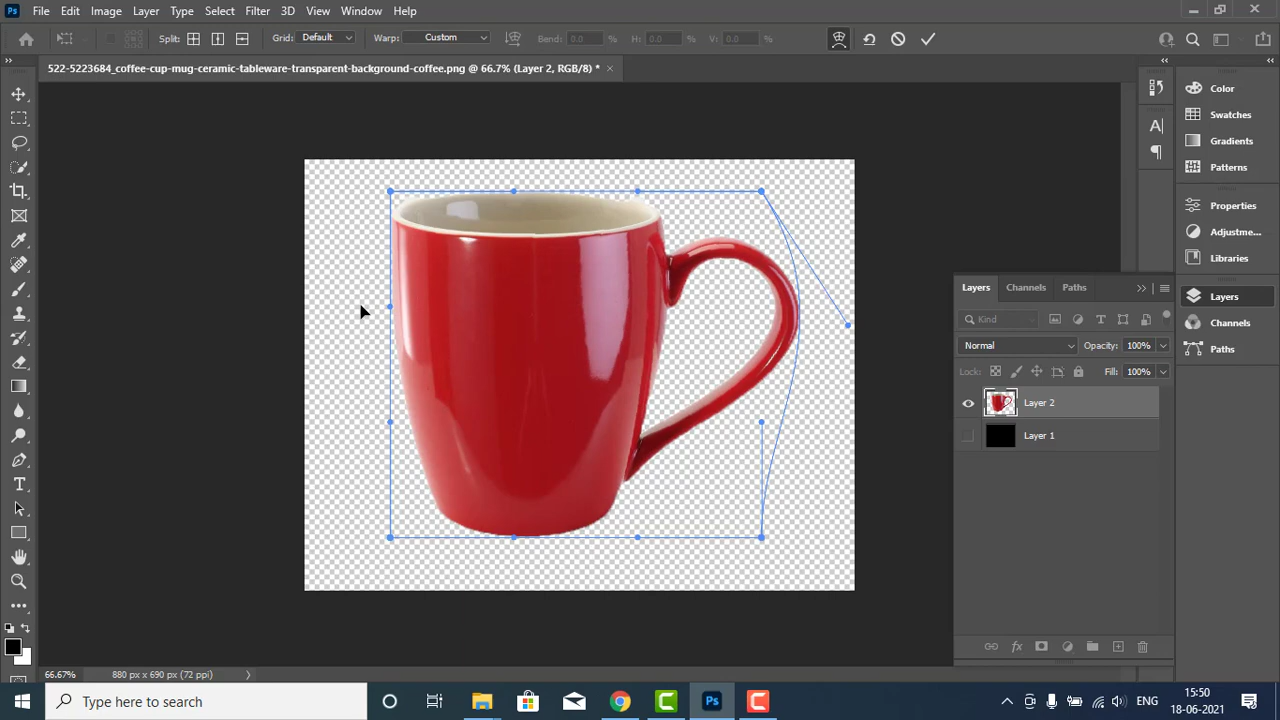 Ps File Edit Image Layer Type Select Filter 3D View Window Help
Split: Grid: Default Warp: Custom Bend: 0.0 % H: 0.0 % V: 0.0 %
522-5223684_coffee-cup-mug-ceramic-tableware-transparent-background-coffee.png @ 66.7% (Layer 2, RGB/8) * ×
Color
Swatches
Gradients
Patterns
Properties
Adjustme...
Libraries
Layers
Channels
Paths
Layers Channels Paths
Kind
Normal Opacity: 100%
Lock: Fill: 100%
Layer 2
Layer 1
fx
66.67% 880 px x 690 px (72 ppi)
Type here to search
Ps
ENG
15:50
18-06-2021